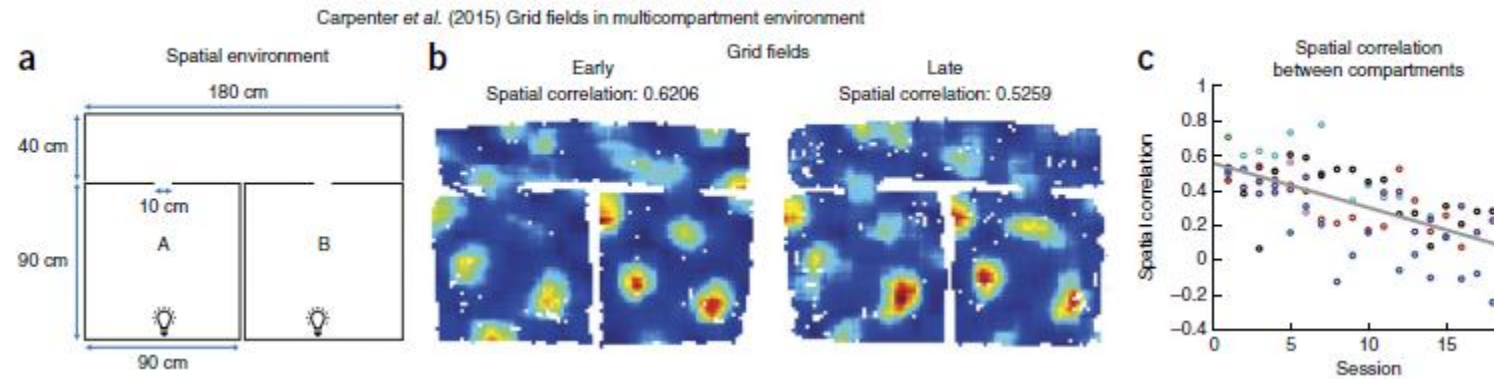 Carpenter et al. (2015) Grid fields in multicompartment environment
a
Spatial environment
180 cm
40 cm
10 cm
90 cm
A
B
90 cm
b
Grid fields
Early
Spatial correlation: 0.6206
Late
Spatial correlation: 0.5259
c
Spatial correlation
between compartments
Spatial correlation
1
0.8
0.6
0.4
0.2
0
–0.2
–0.4
0
5
10
15
Session